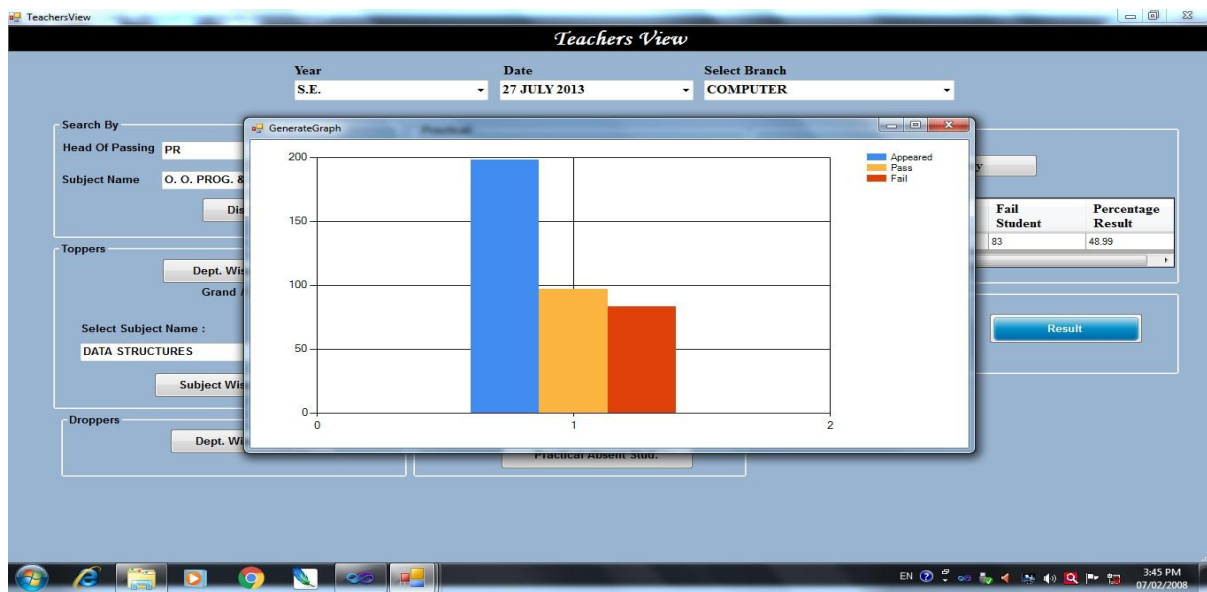 TeachersView
Teachers View
Year Date Select Branch
S.E. 27 JULY 2013 COMPUTER
Search By
Head Of Passing PR
Subject Name O. O. PROG. &
Dis
Toppers
Dept. Wis
Grand
Select Subject Name :
DATA STRUCTURES
Subject Wis
Droppers
Dept. Wi
Practical
GenerateGraph
Appeared
Pass
Fail
200
150
100
50
0
0 1 2
Practical Absent Stud.
y
Fail Student
Percentage Result
83 48.99
Result
EN
3:45 PM
07/02/2008